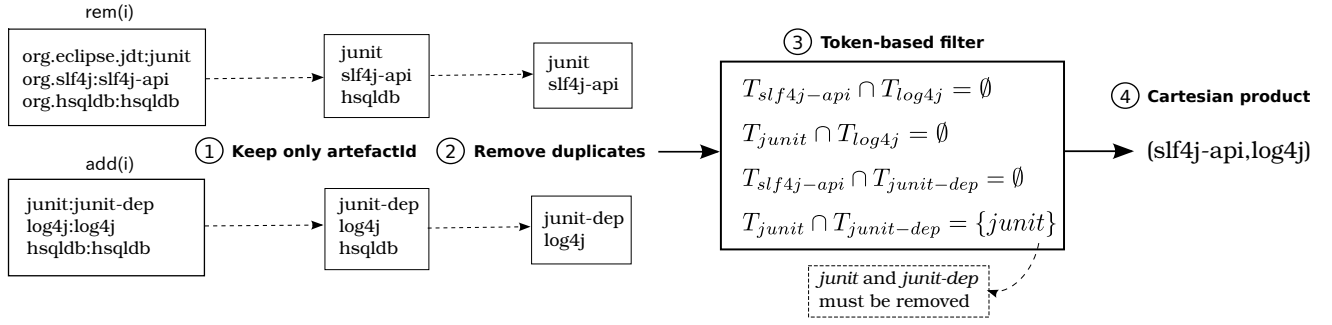 rem(i)
org.eclipse.jdt:junit
org.slf4j:slf4j-api
org.hsqldb:hsqldb
junit
slf4j-api
hsqldb
junit
slf4j-api
1 Keep only artefactId
2 Remove duplicates
add(i)
junit:junit-dep
log4j:log4j
hsqldb:hsqldb
junit-dep
log4j
hsqldb
junit-dep
log4j
3 Token-based filter
T_{slf4j-api} ∩ T_{log4j} = ∅
T_{junit} ∩ T_{log4j} = ∅
T_{slf4j-api} ∩ T_{junit-dep} = ∅
T_{junit} ∩ T_{junit-dep} = {junit}
junit and junit-dep
must be removed
4 Cartesian product
(slf4j-api,log4j)